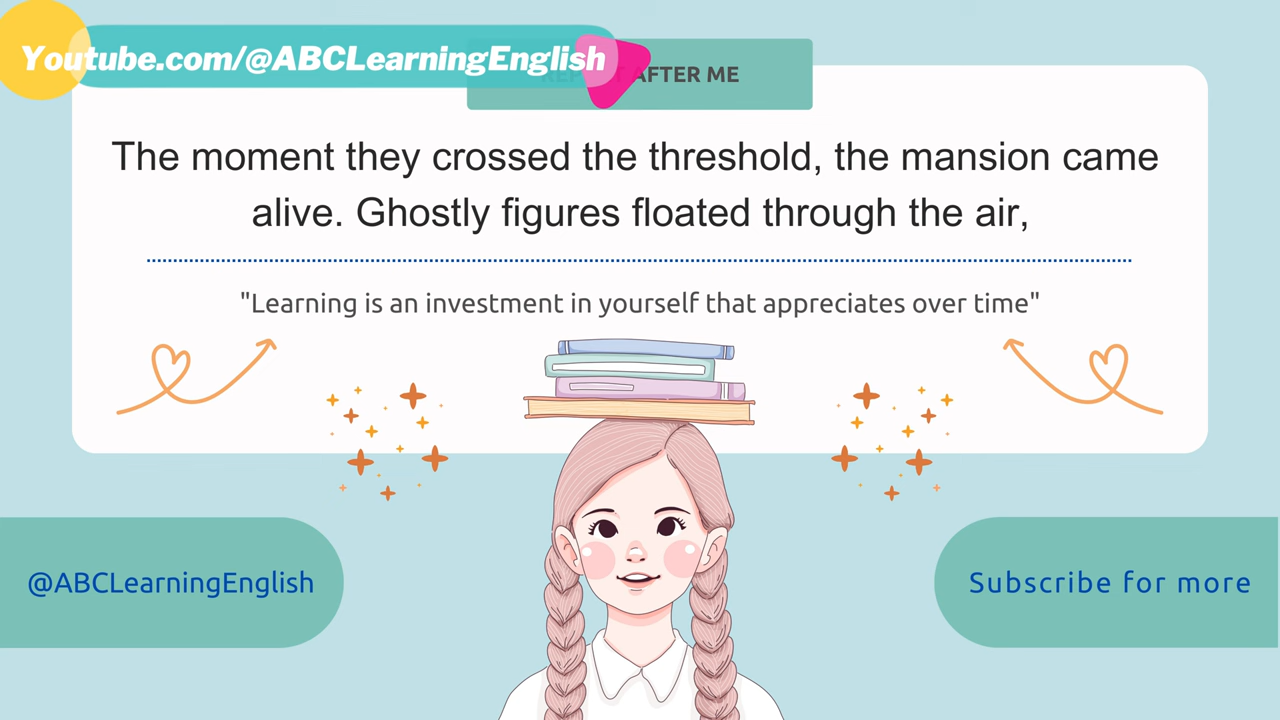 Youtube.com/@ABCLearningEnglish
AFTER ME
The moment they crossed the threshold, the mansion came
alive. Ghostly figures floated through the air,
"Learning is an investment in yourself that appreciates over time"
@ABCLearningEnglish
Subscribe for more